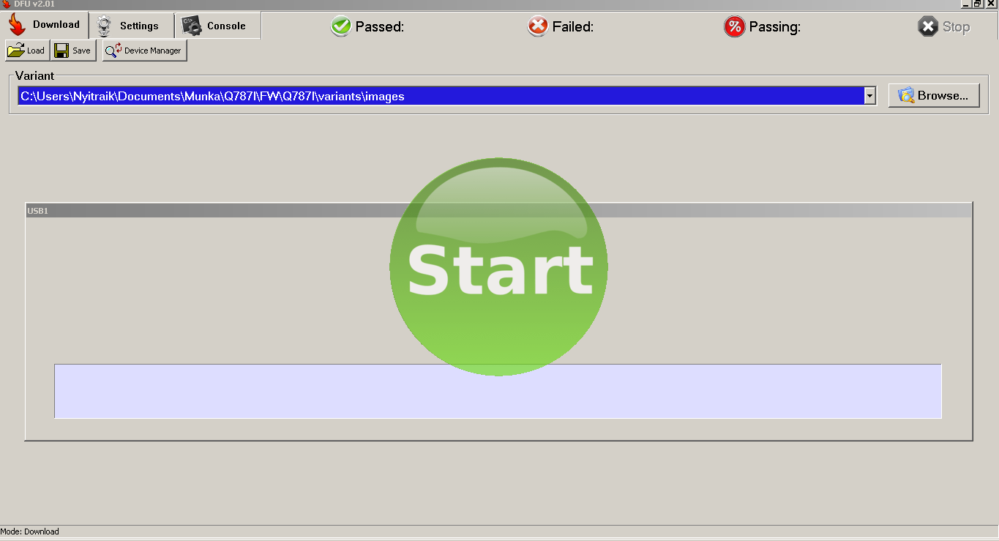 DFU v2.01
Download Settings Console Passed: Failed: Passing: Stop
Load Save Device Manager
Variant
C:\Users\Nyitraik\Documents\Munka\Q787I\FW\Q787I\variants\images Browse...
USB1
Start
Mode: Download